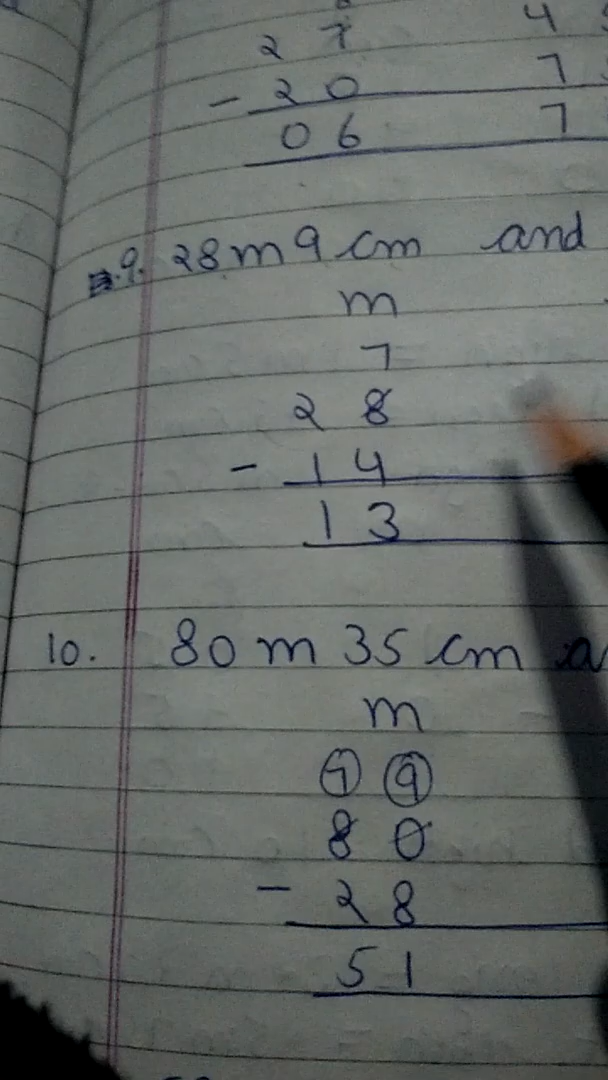 2 7 4
- 2 0 7
0 6 7
9. 28 m 9 cm and
m
7
2 8
- 1 4
1 3
10. 80 m 35 cm a
m
7 9
8 0
- 2 8
5 1